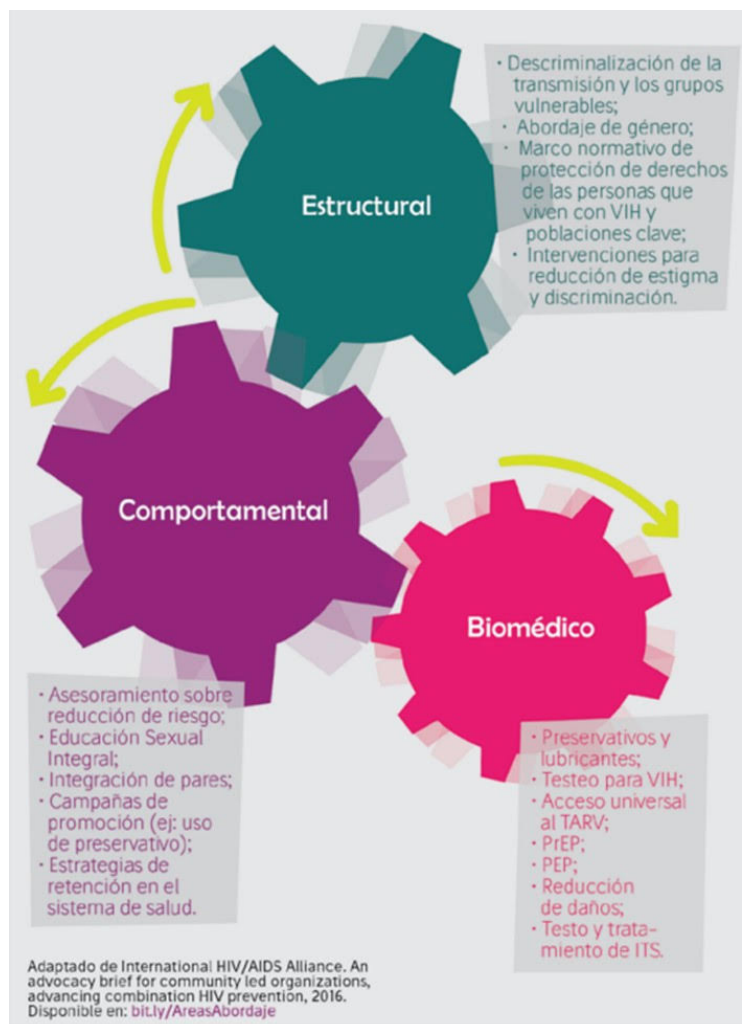 Estructural
· Descriminalización de la
transmisión y los grupos
vulnerables;
· Abordaje de género;
· Marco normativo de
protección de derechos
de las personas que
viven con VIH y
poblaciones clave;
· Intervenciones para
reducción de estigma
y discriminación.
Comportamental
· Asesoramiento sobre
reducción de riesgo;
· Educación Sexual
Integral;
· Integración de pares;
· Campañas de
promoción (ej: uso
de preservativo);
· Estrategias de
retención en el
sistema de salud.
Biomédico
· Preservativos y
lubricantes;
· Testeo para VIH;
· Acceso universal
al TARV;
· PrEP;
· PEP;
· Reducción
de daños;
· Testo y trata-
miento de ITS.
Adaptado de International HIV/AIDS Alliance. An
advocacy brief for community led organizations,
advancing combination HIV prevention, 2016.
Disponible en: bit.ly/AreasAbordaje